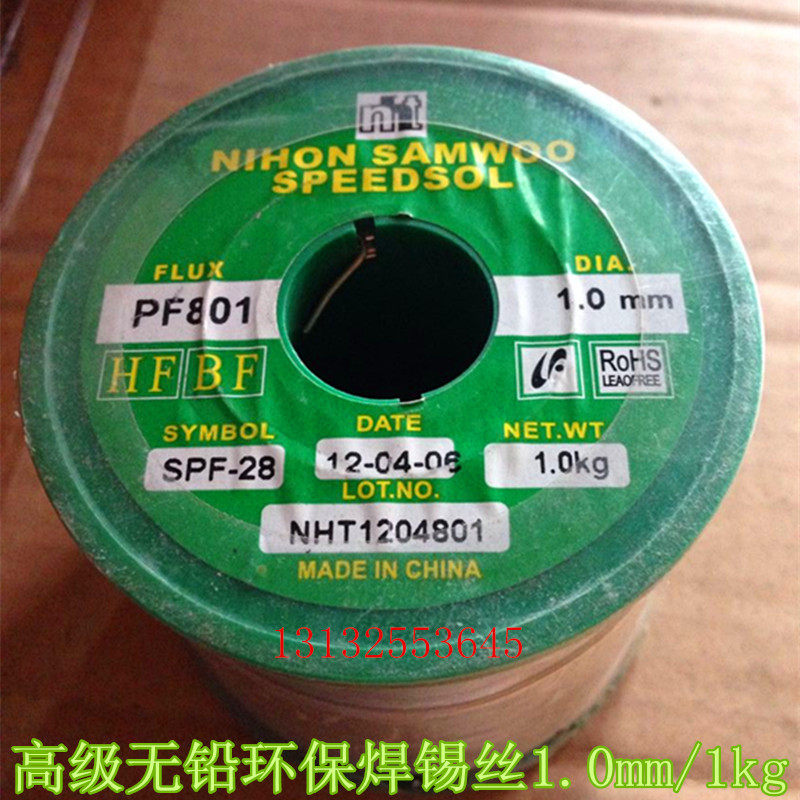 nft
NIHON SAMWOO
SPEEDSOL
FLUX
DIA.
PF801
1.0 mm
HF BF
LF
RoHS
LEADFREE
SYMBOL
DATE
NET.WT
SPF-28
12-04-06
1.0kg
LOT.NO.
NHT1204801
MADE IN CHINA
13132553645
高级无铅环保焊锡丝1.0mm/1kg